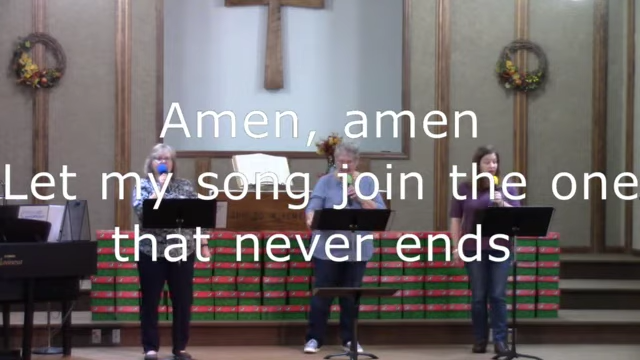 Amen, amen
Let my song join the one
that never ends